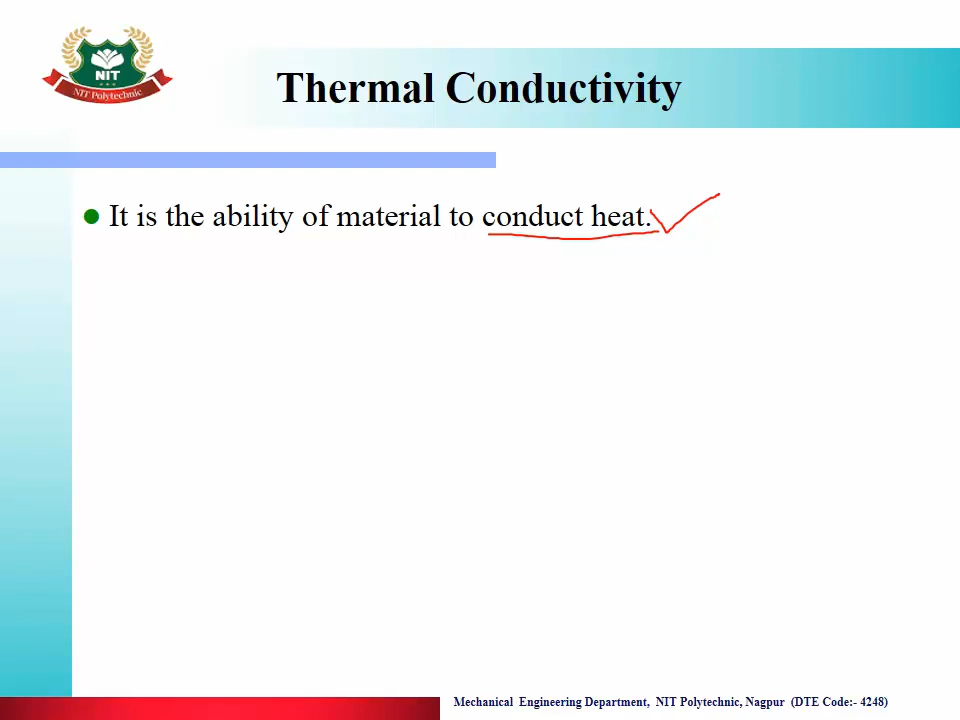 NIT
NIT Polytechnic
Thermal Conductivity
It is the ability of material to conduct heat.
Mechanical Engineering Department, NIT Polytechnic, Nagpur (DTE Code:- 4248)